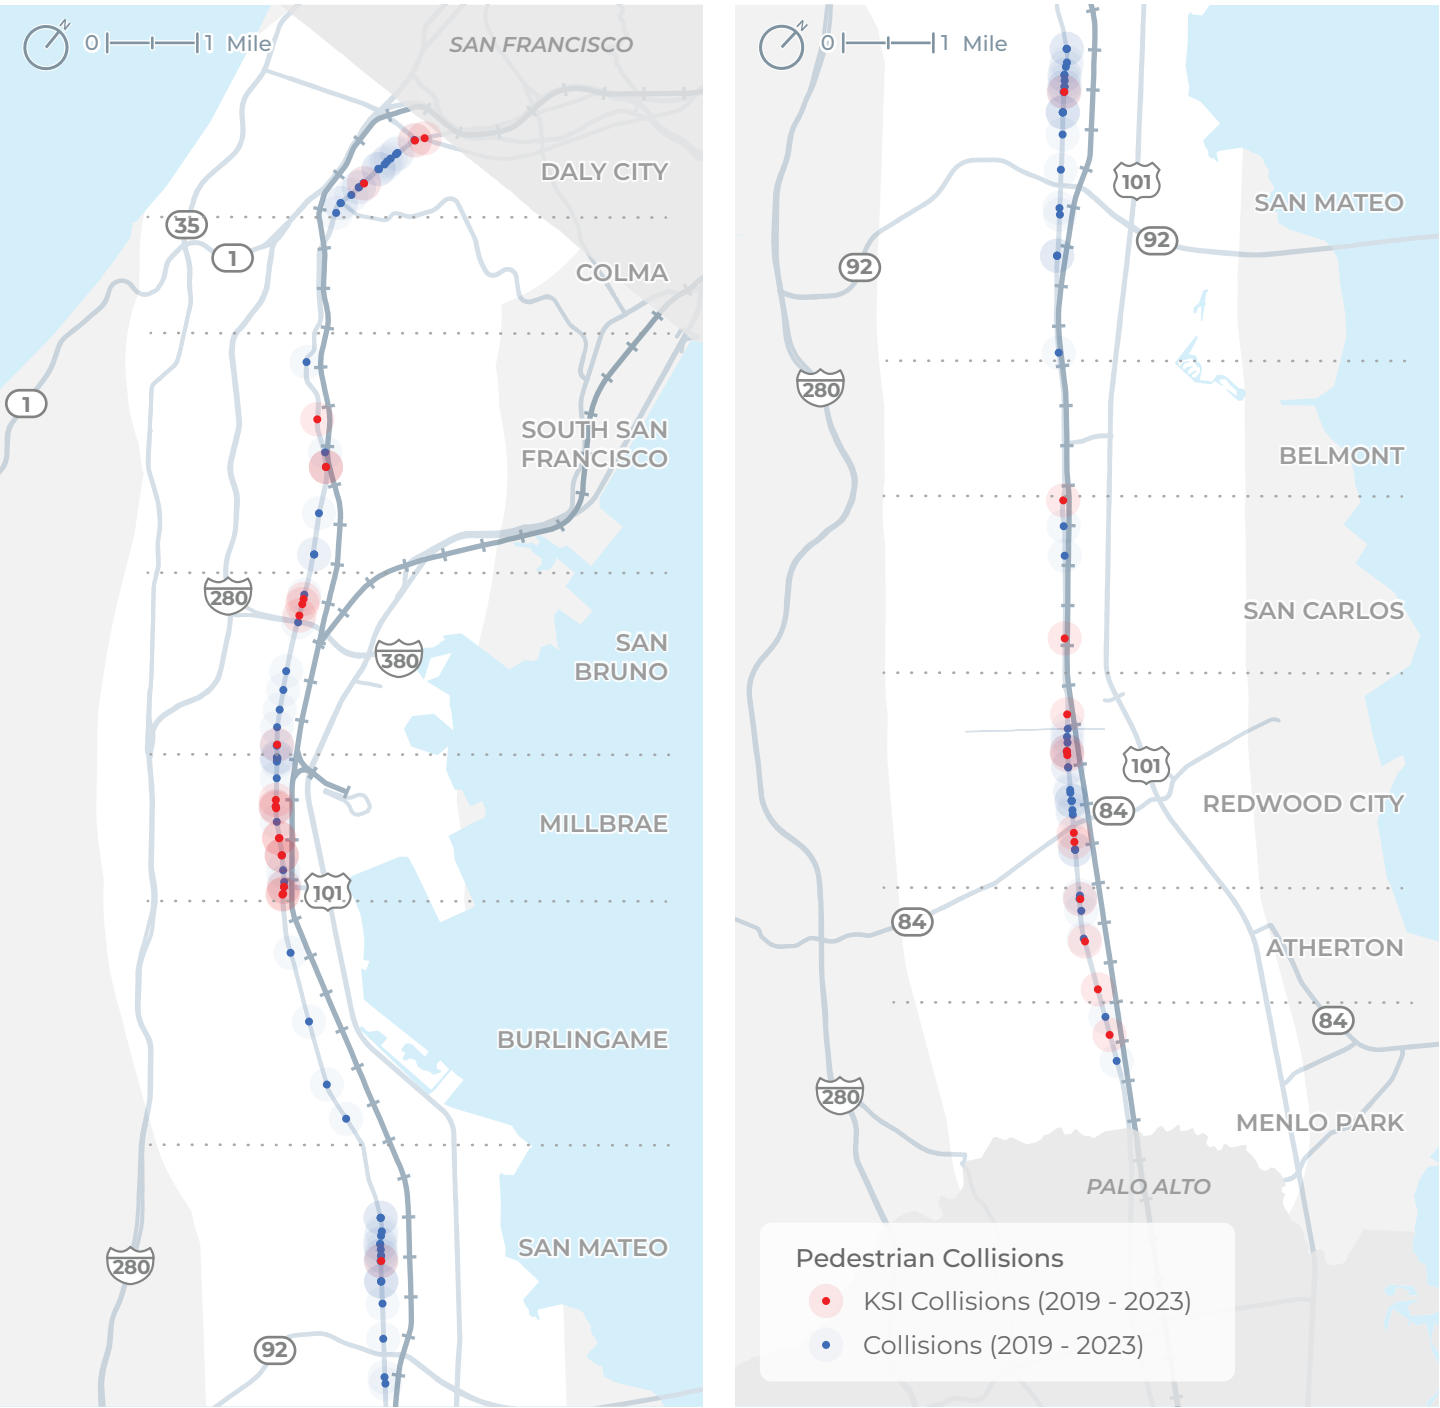 N
0 1 Mile
SAN FRANCISCO
DALY CITY
35
1
COLMA
1
SOUTH SAN
FRANCISCO
280
SAN
BRUNO
380
MILLBRAE
101
BURLINGAME
SAN MATEO
280
92
N
0 1 Mile
101
SAN MATEO
92
92
280
BELMONT
SAN CARLOS
101
REDWOOD CITY
84
84
ATHERTON
84
280
MENLO PARK
PALO ALTO
Pedestrian Collisions
KSI Collisions (2019 - 2023)
Collisions (2019 - 2023)